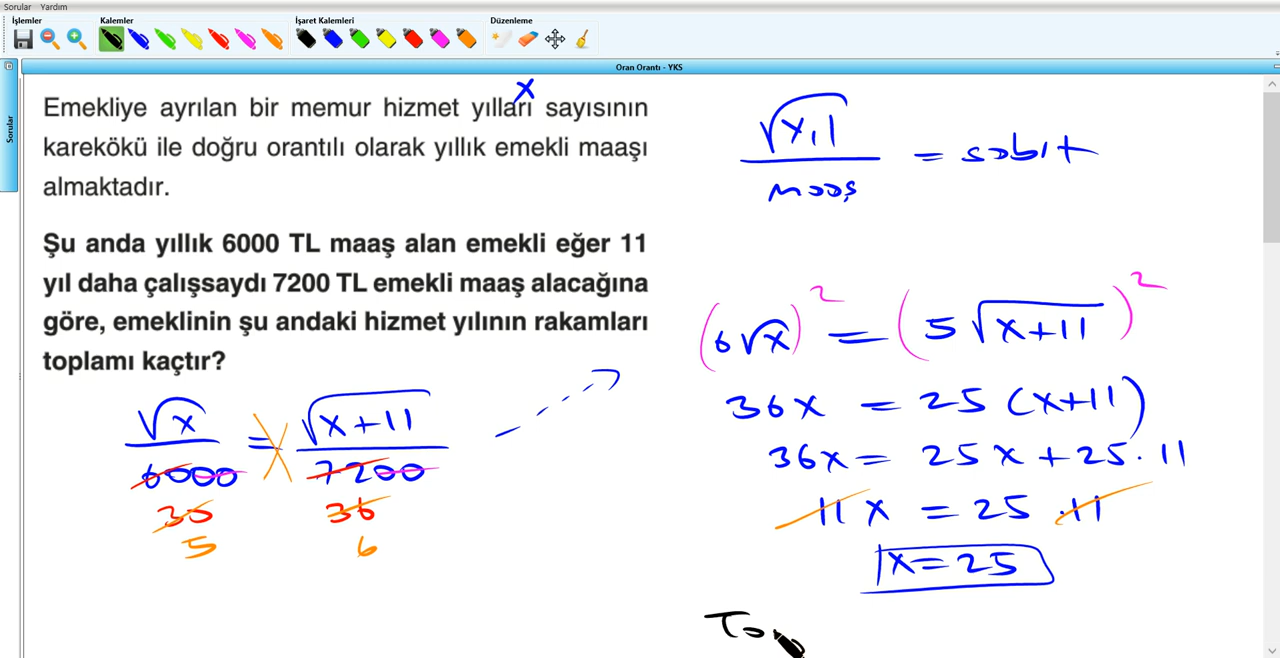 Sorular Yardım
İşlemler Kalemler İşaret Kalemleri Düzenleme
Oran Orantı - YKS
Sorular
x
Emekliye ayrılan bir memur hizmet yılları sayısının
karekökü ile doğru orantılı olarak yıllık emekli maaşı
almaktadır.
Şu anda yıllık 6000 TL maaş alan emekli eğer 11
yıl daha çalışsaydı 7200 TL emekli maaş alacağına
göre, emeklinin şu andaki hizmet yılının rakamları
toplamı kaçtır?
√x / 6000 = √(x+11) / 7200
30 36
5 6
√yıl / maaş = sabit
(6√x)² = (5√(x+11))²
36x = 25(x+11)
36x = 25x + 25.11
11x = 25.11
x = 25
Top